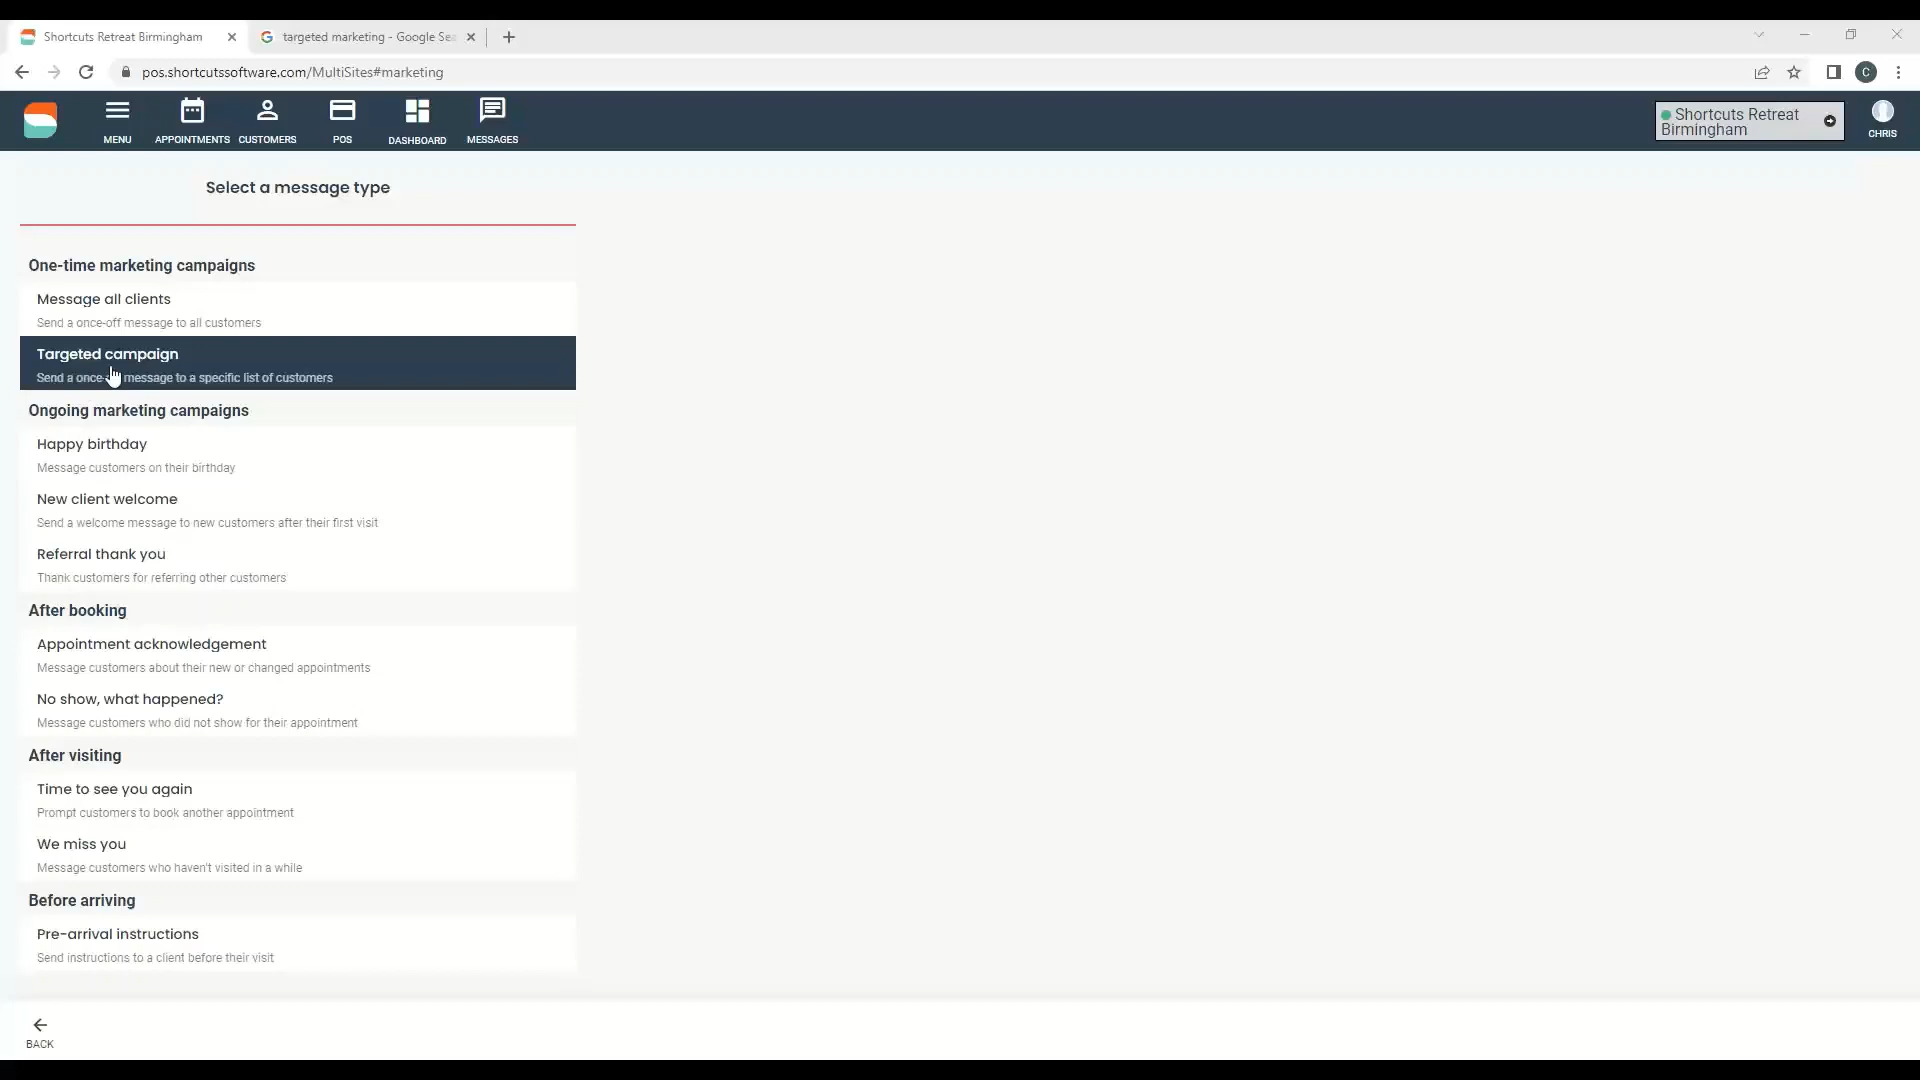 Shortcuts Retreat Birmingham
targeted marketing - Google Sea
pos.shortcutssoftware.com/MultiSites#marketing
C
MENU
APPOINTMENTS
CUSTOMERS
POS
DASHBOARD
MESSAGES
Shortcuts Retreat
Birmingham
CHRIS
Select a message type
One-time marketing campaigns
Message all clients
Send a once-off message to all customers
Targeted campaign
Send a once- message to a specific list of customers
Ongoing marketing campaigns
Happy birthday
Message customers on their birthday
New client welcome
Send a welcome message to new customers after their first visit
Referral thank you
Thank customers for referring other customers
After booking
Appointment acknowledgement
Message customers about their new or changed appointments
No show, what happened?
Message customers who did not show for their appointment
After visiting
Time to see you again
Prompt customers to book another appointment
We miss you
Message customers who haven't visited in a while
Before arriving
Pre-arrival instructions
Send instructions to a client before their visit
BACK